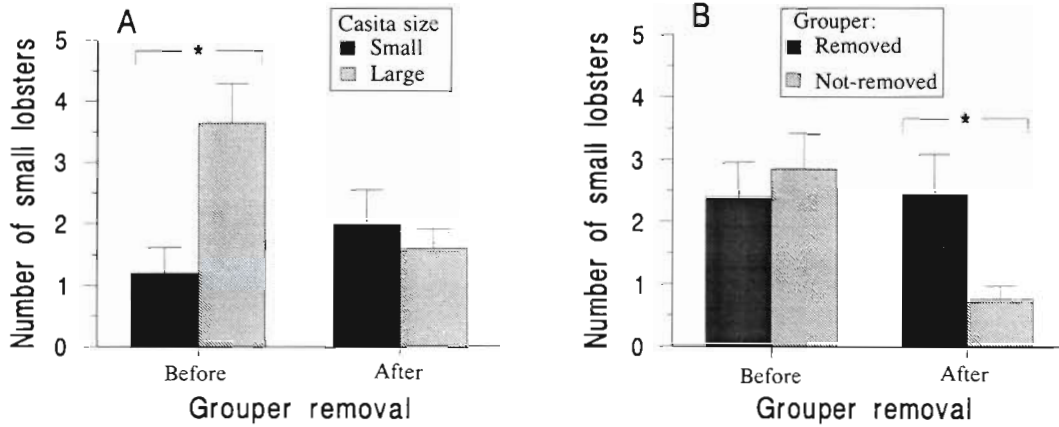 A
Casita size
Small
Large
*
Number of small lobsters
5
4
3
2
1
0
Before
After
Grouper removal
B
Grouper:
Removed
Not-removed
*
Number of small lobsters
5
4
3
2
1
0
Before
After
Grouper removal